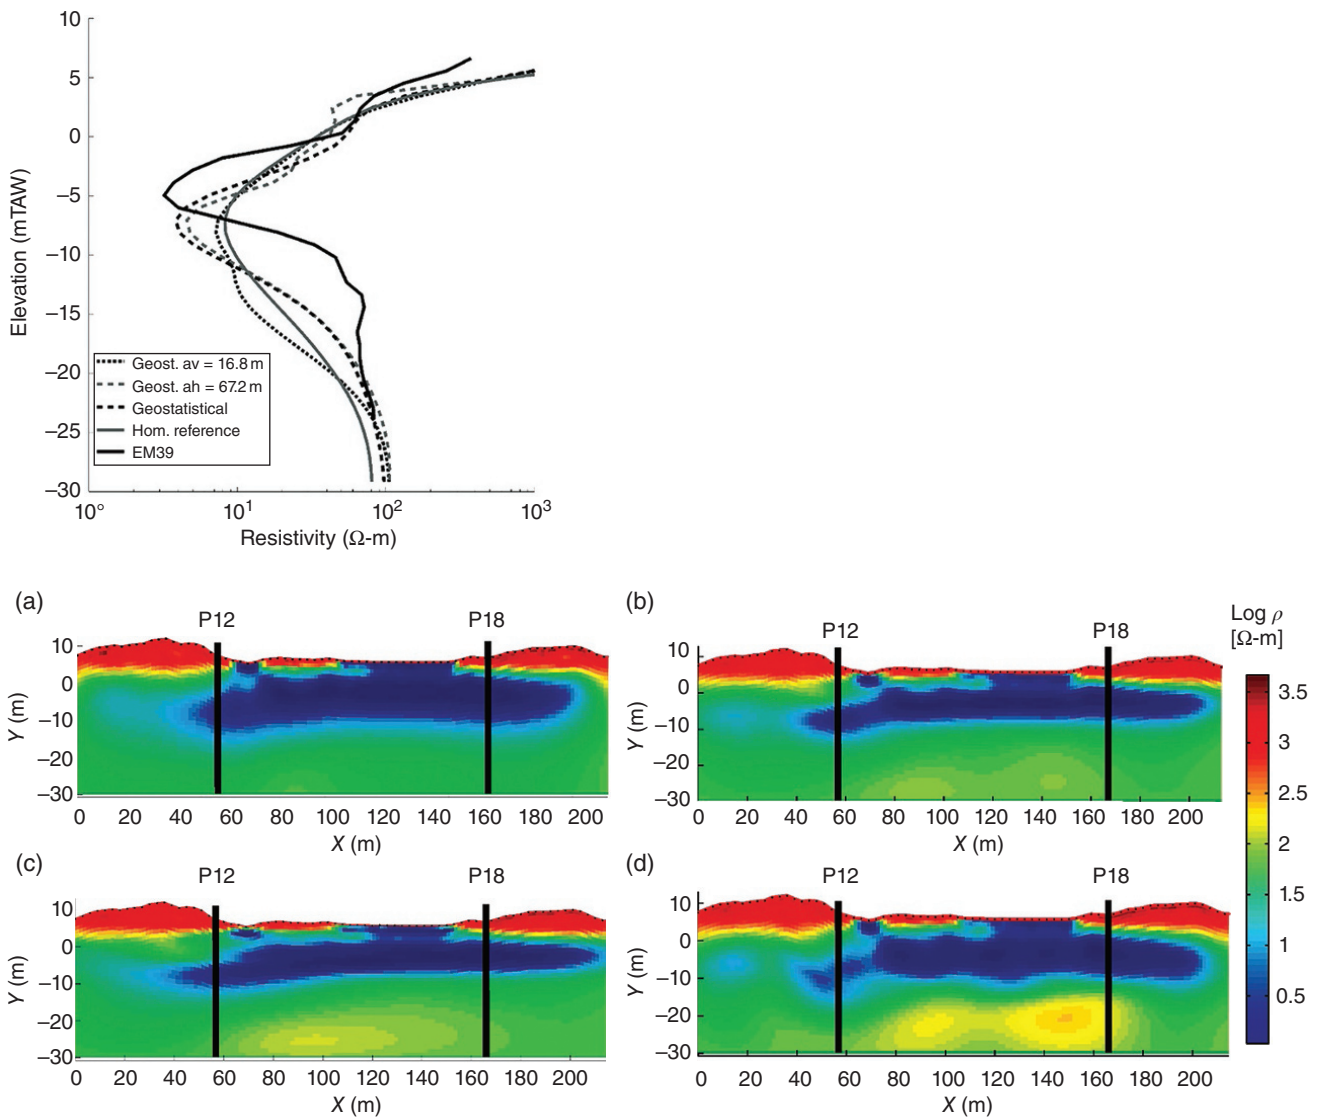 10
5
0
–5
–10
–15
–20
–25
–30
Elevation (mTAW)
Geost. av = 16.8 m
Geost. ah = 67.2 m
Geostatistical
Hom. reference
EM39
10° 10¹ 10² 10³
Resistivity (Ω-m)
(a)
P12 P18
10
0
–10
–20
–30
Y (m)
0 20 40 60 80 100 120 140 160 180 200
X (m)
(b)
P12 P18
10
0
–10
–20
–30
Y (m)
0 20 40 60 80 100 120 140 160 180 200
X (m)
Log ρ
[Ω-m]
3.5
3
2.5
2
1.5
1
0.5
(c)
P12 P18
10
0
–10
–20
–30
Y (m)
0 20 40 60 80 100 120 140 160 180 200
X (m)
(d)
P12 P18
10
0
–10
–20
–30
Y (m)
0 20 40 60 80 100 120 140 160 180 200
X (m)